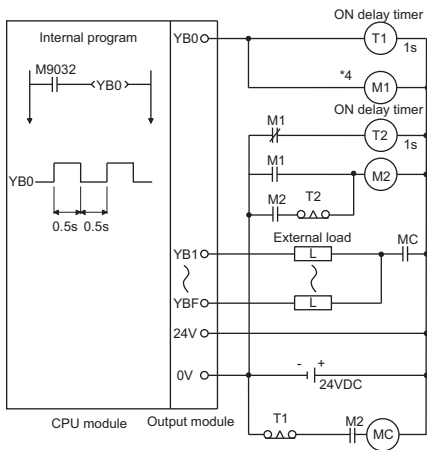 ON delay timer
Internal program
YB0
T1
1s
M9032
YB0
*4
M1
ON delay timer
M1
T2
1s
YB0
M1
M2
M2
T2
0.5s 0.5s
External load
MC
YB1
L
YBF
L
24V
0V
- +
24VDC
CPU module
Output module
T1
M2
MC